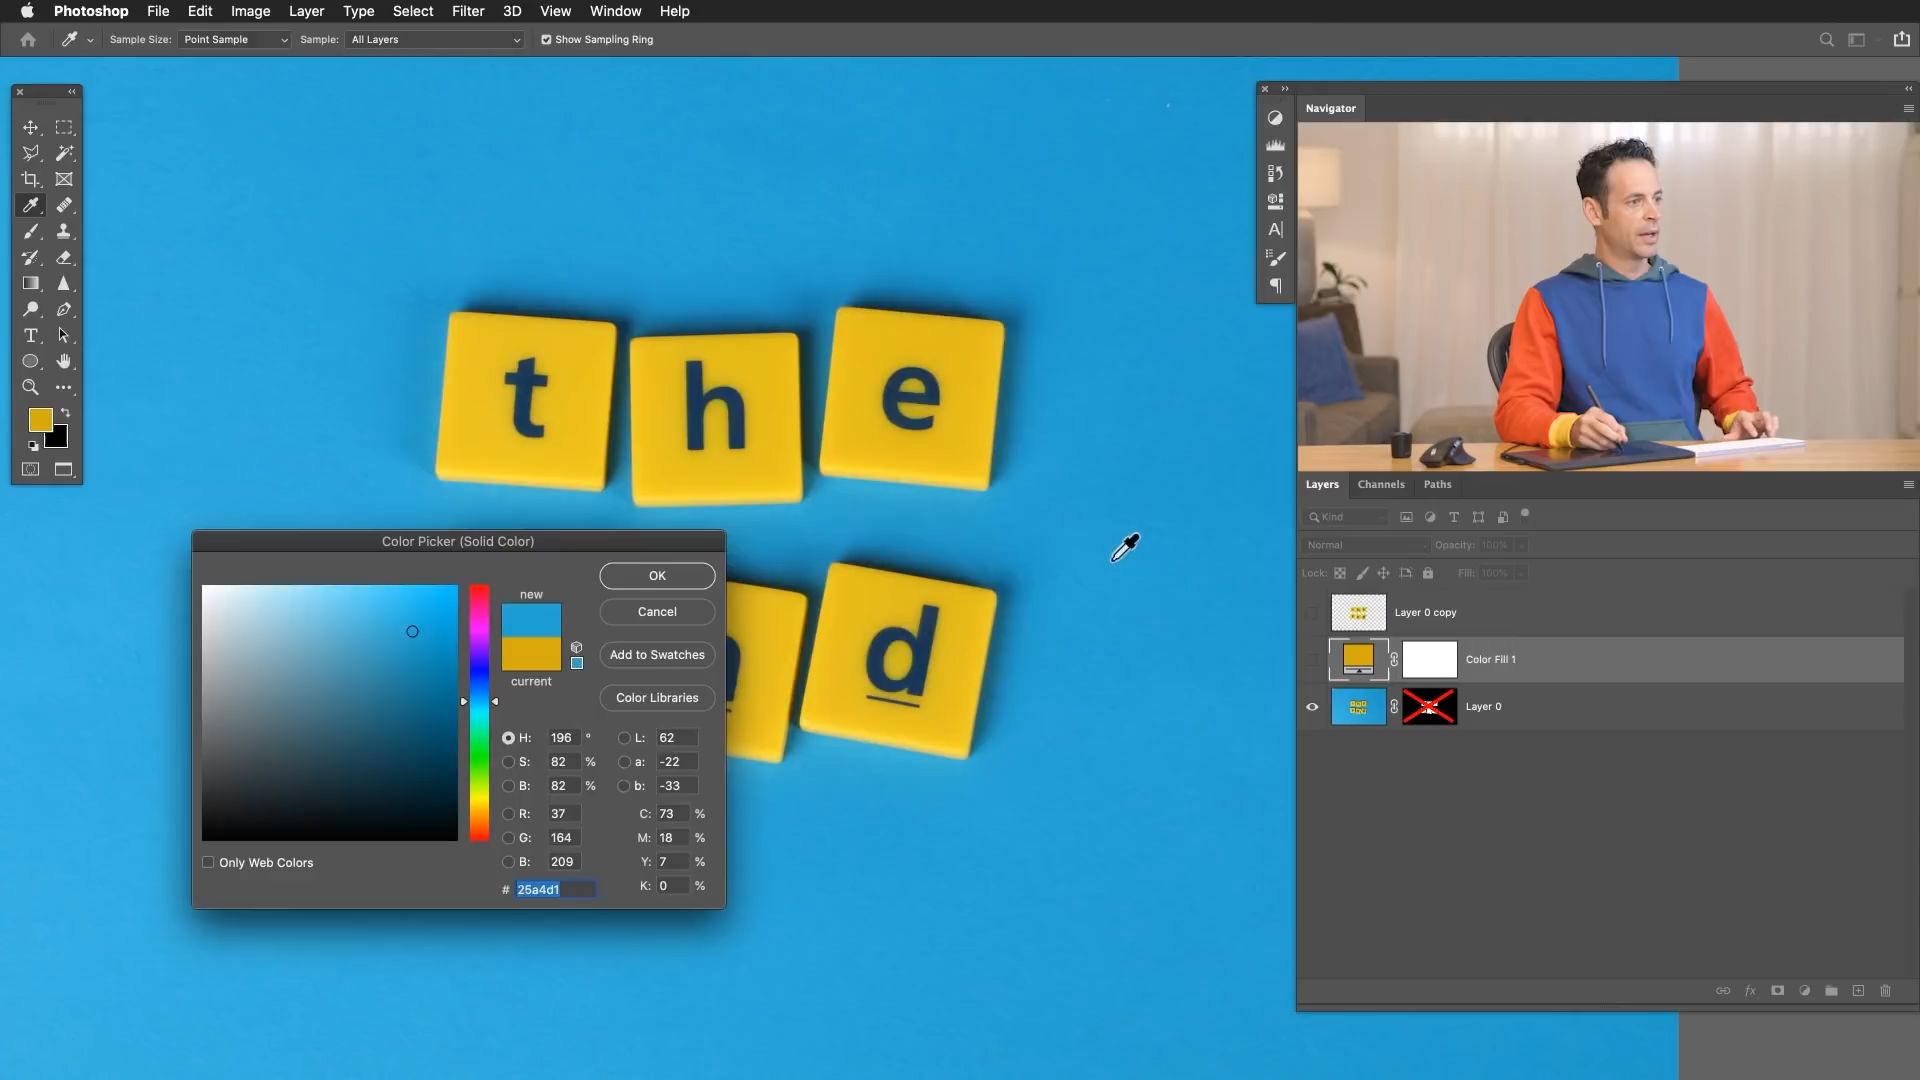 Photoshop File Edit Image Layer Type Select Filter 3D View Window Help
Sample Size: Point Sample Sample: All Layers Show Sampling Ring
Navigator
t h e
d
Color Picker (Solid Color)
new
current
OK
Cancel
Add to Swatches
Color Libraries
H: 196 ° L: 62
S: 82 % a: -22
B: 82 % b: -33
R: 37 C: 73 %
G: 164 M: 18 %
B: 209 Y: 7 %
# 25a4d1 K: 0 %
Only Web Colors
Layers Channels Paths
Kind
Normal Opacity: 100%
Lock: Fill: 100%
Layer 0 copy
Color Fill 1
Layer 0
fx